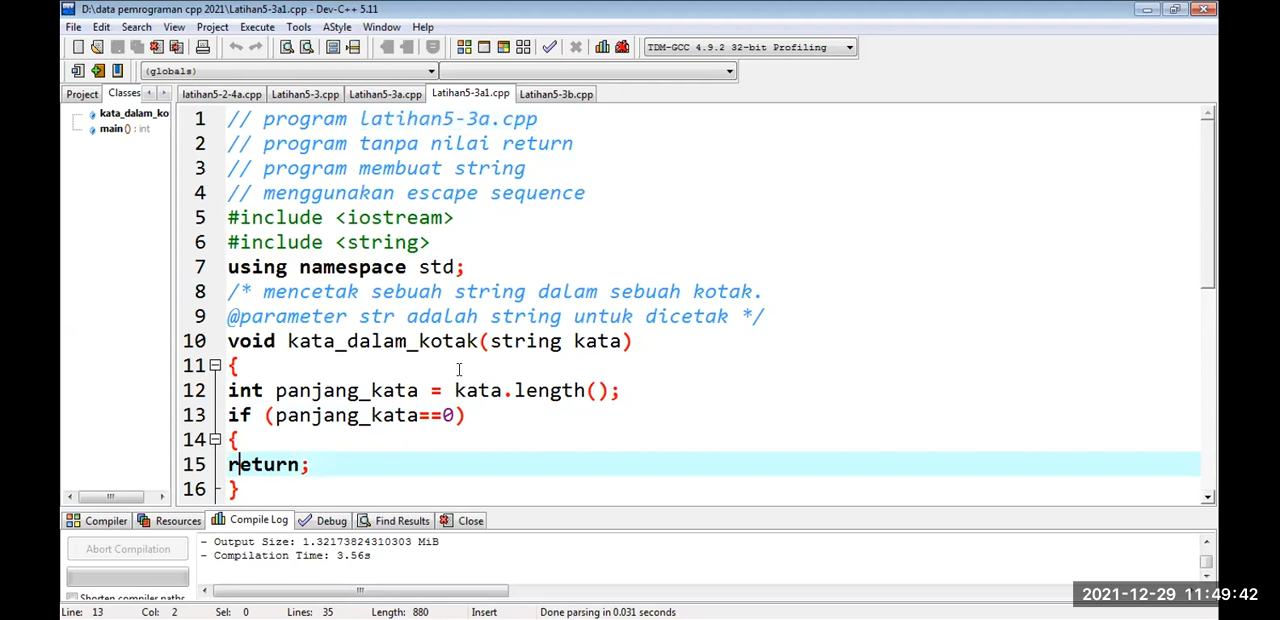 D:\data pemrograman cpp 2021\Latihan5-3a1.cpp - Dev-C++ 5.11
File Edit Search View Project Execute Tools AStyle Window Help
TDM-GCC 4.9.2 32-bit Profiling
(globals)
Project Classes latihan5-2-4a.cpp Latihan5-3.cpp Latihan5-3a.cpp Latihan5-3a1.cpp Latihan5-3b.cpp
kata_dalam_ko
main () : int
1 // program latihan5-3a.cpp
2 // program tanpa nilai return
3 // program membuat string
4 // menggunakan escape sequence
5 #include <iostream>
6 #include <string>
7 using namespace std;
8 /* mencetak sebuah string dalam sebuah kotak.
9 @parameter str adalah string untuk dicetak */
10 void kata_dalam_kotak(string kata)
11 {
12 int panjang_kata = kata.length();
13 if (panjang_kata==0)
14 {
15 return;
16 }
Compiler Resources Compile Log Debug Find Results Close
Abort Compilation
- Output Size: 1.32173824310303 MiB
- Compilation Time: 3.56s
Shorten compiler paths
Line: 13 Col: 2 Sel: 0 Lines: 35 Length: 880 Insert Done parsing in 0.031 seconds
2021-12-29 11:49:42